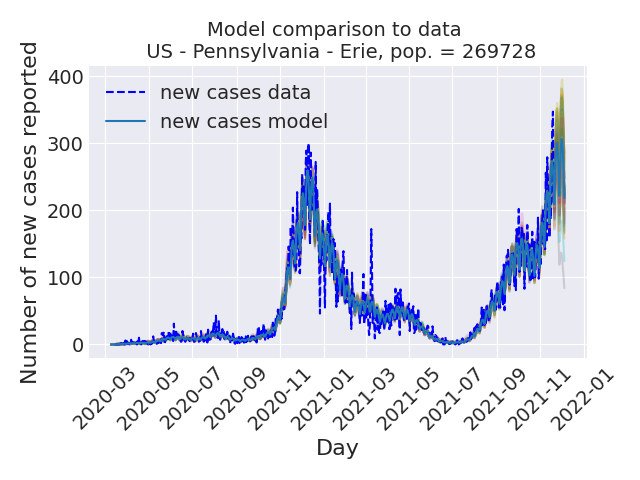 Model comparison to data
US - Pennsylvania - Erie, pop. = 269728
Number of new cases reported
400
300
200
100
0
new cases data
new cases model
2020-03
2020-05
2020-07
2020-09
2020-11
2021-01
2021-03
2021-05
2021-07
2021-09
2021-11
2022-01
Day